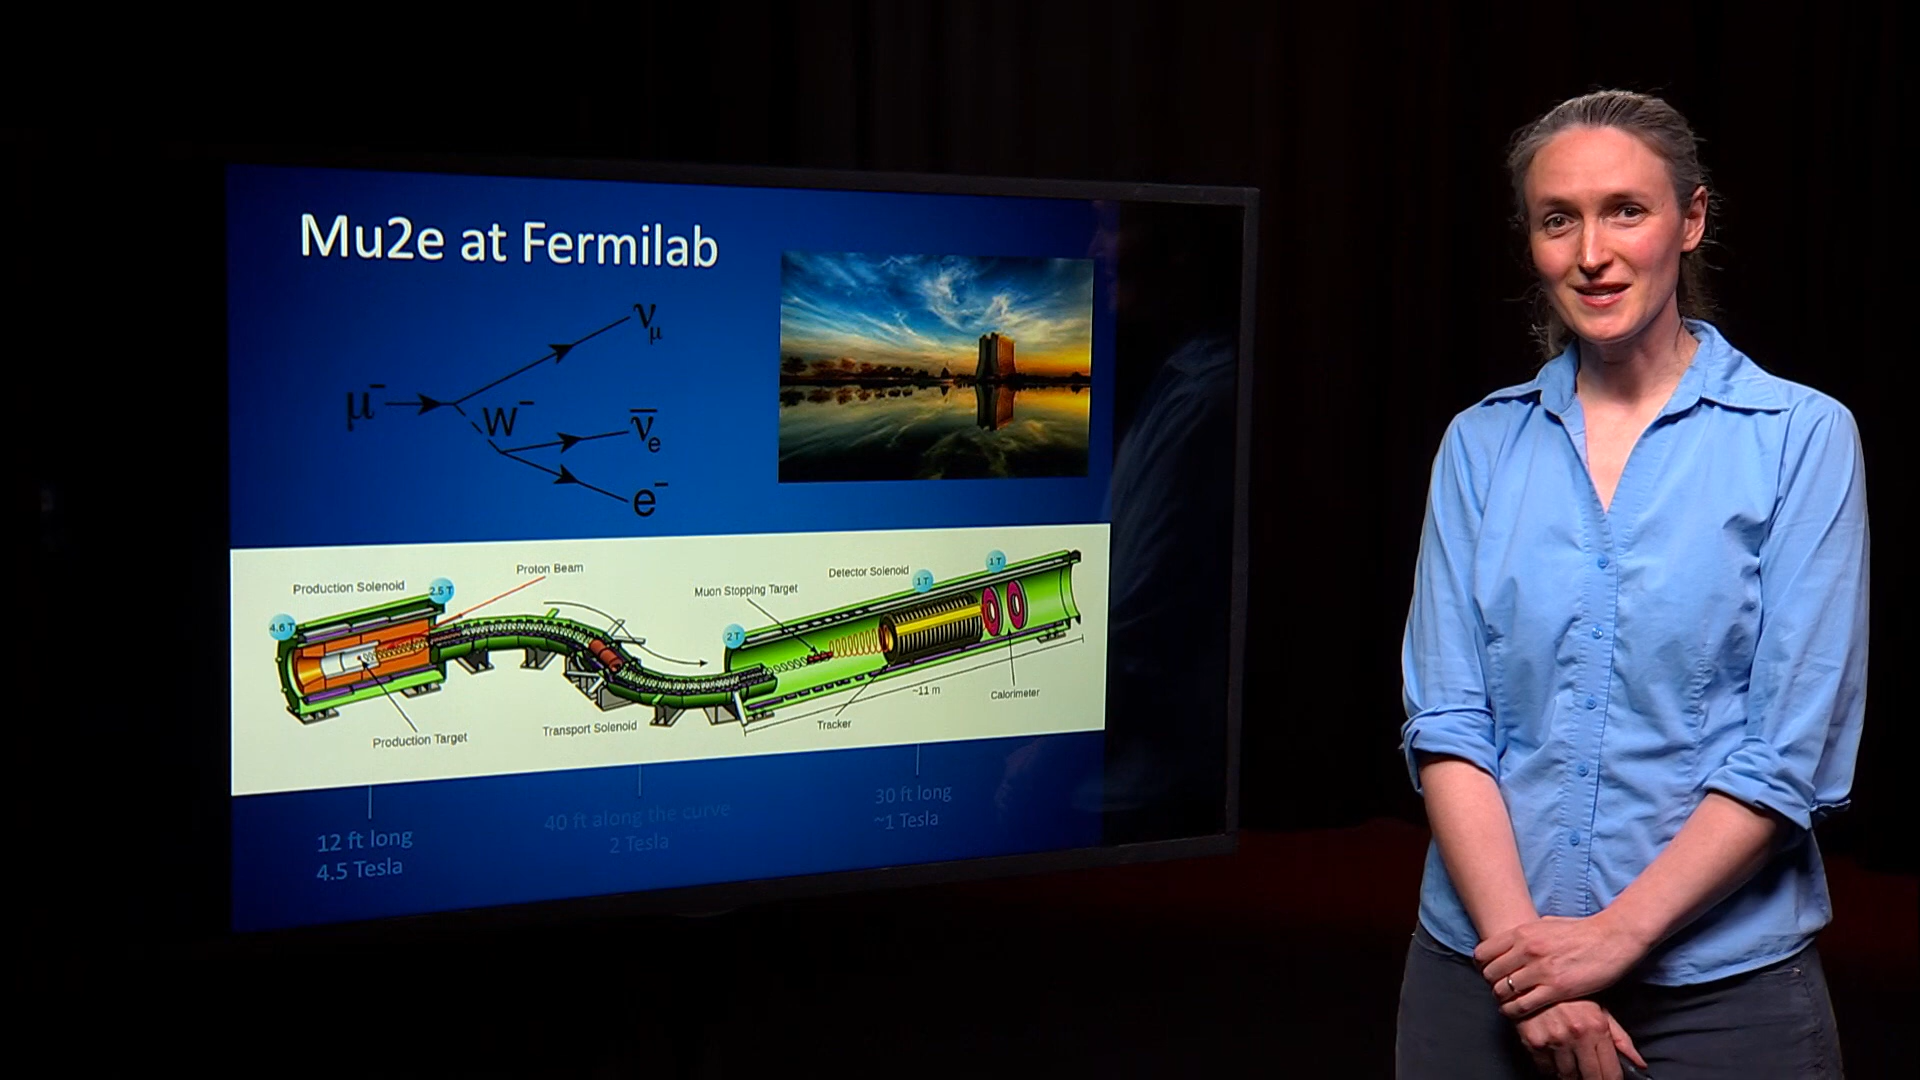 Mu2e at Fermilab
νμ
μ⁻
W⁻
ν̅e
e⁻
Production Solenoid
2.5 T
Proton Beam
4.6 T
Production Target
Transport Solenoid
Muon Stopping Target
2 T
Detector Solenoid
1 T
1 T
~11 m
Tracker
Calorimeter
12 ft long
4.5 Tesla
40 ft along the curve
2 Tesla
30 ft long
~1 Tesla